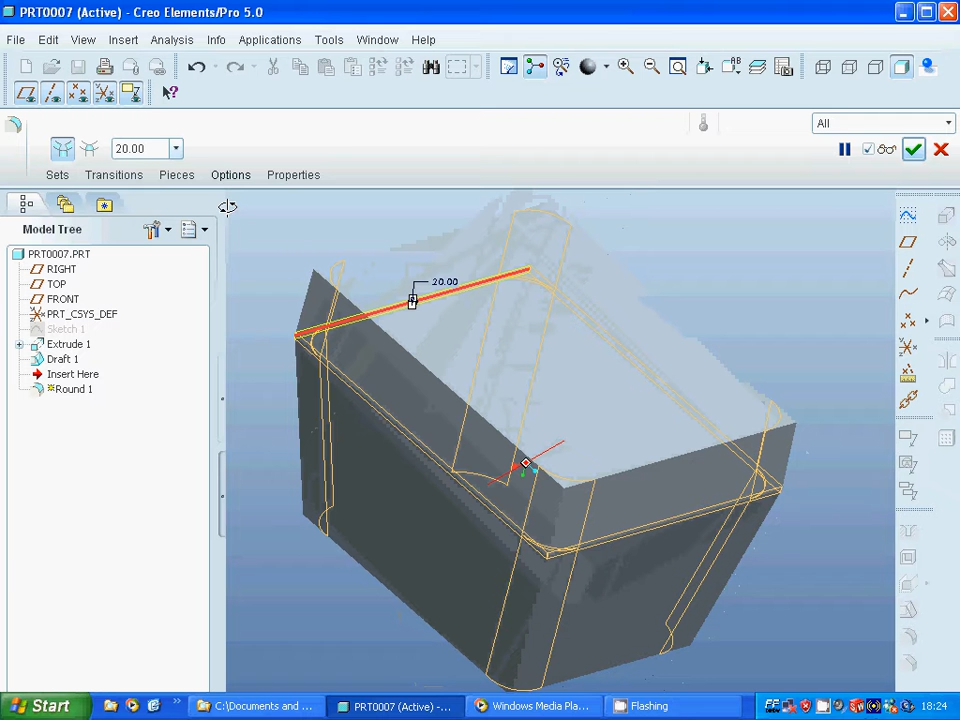 PRT0007 (Active) - Creo Elements/Pro 5.0
File Edit View Insert Analysis Info Applications Tools Window Help
All
20.00
Sets Transitions Pieces Options Properties
Model Tree
PRT0007.PRT
RIGHT
TOP
FRONT
PRT_CSYS_DEF
Sketch 1
Extrude 1
Draft 1
Insert Here
Round 1
20.00
Start C:\Documents and ... PRT0007 (Active) -... Windows Media Pla... Flashing 18:24